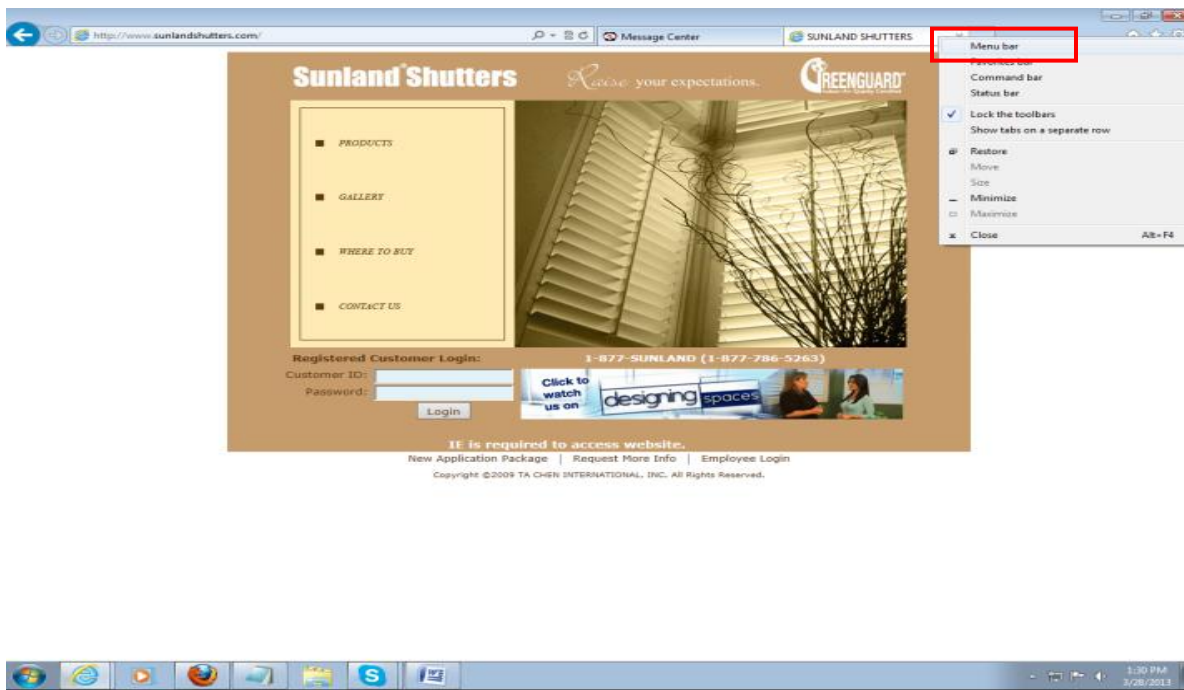 http://www.sunlandshutters.com/
Message Center
SUNLAND SHUTTERS
Menu bar
Favorites bar
Command bar
Status bar
Lock the toolbars
Show tabs on a separate row
Restore
Move
Size
Minimize
Maximize
Close Alt+F4
Sunland Shutters
Raise your expectations.
GREENGUARD
PRODUCTS
GALLERY
WHERE TO BUY
CONTACT US
Registered Customer Login:
1-877-SUNLAND (1-877-786-5263)
Customer ID:
Password:
Login
Click to
watch
us on
designing spaces
IE is required to access website.
New Application Package | Request More Info | Employee Login
Copyright ©2009 TA CHEN INTERNATIONAL, INC. All Rights Reserved.
1:30 PM
3/28/2013